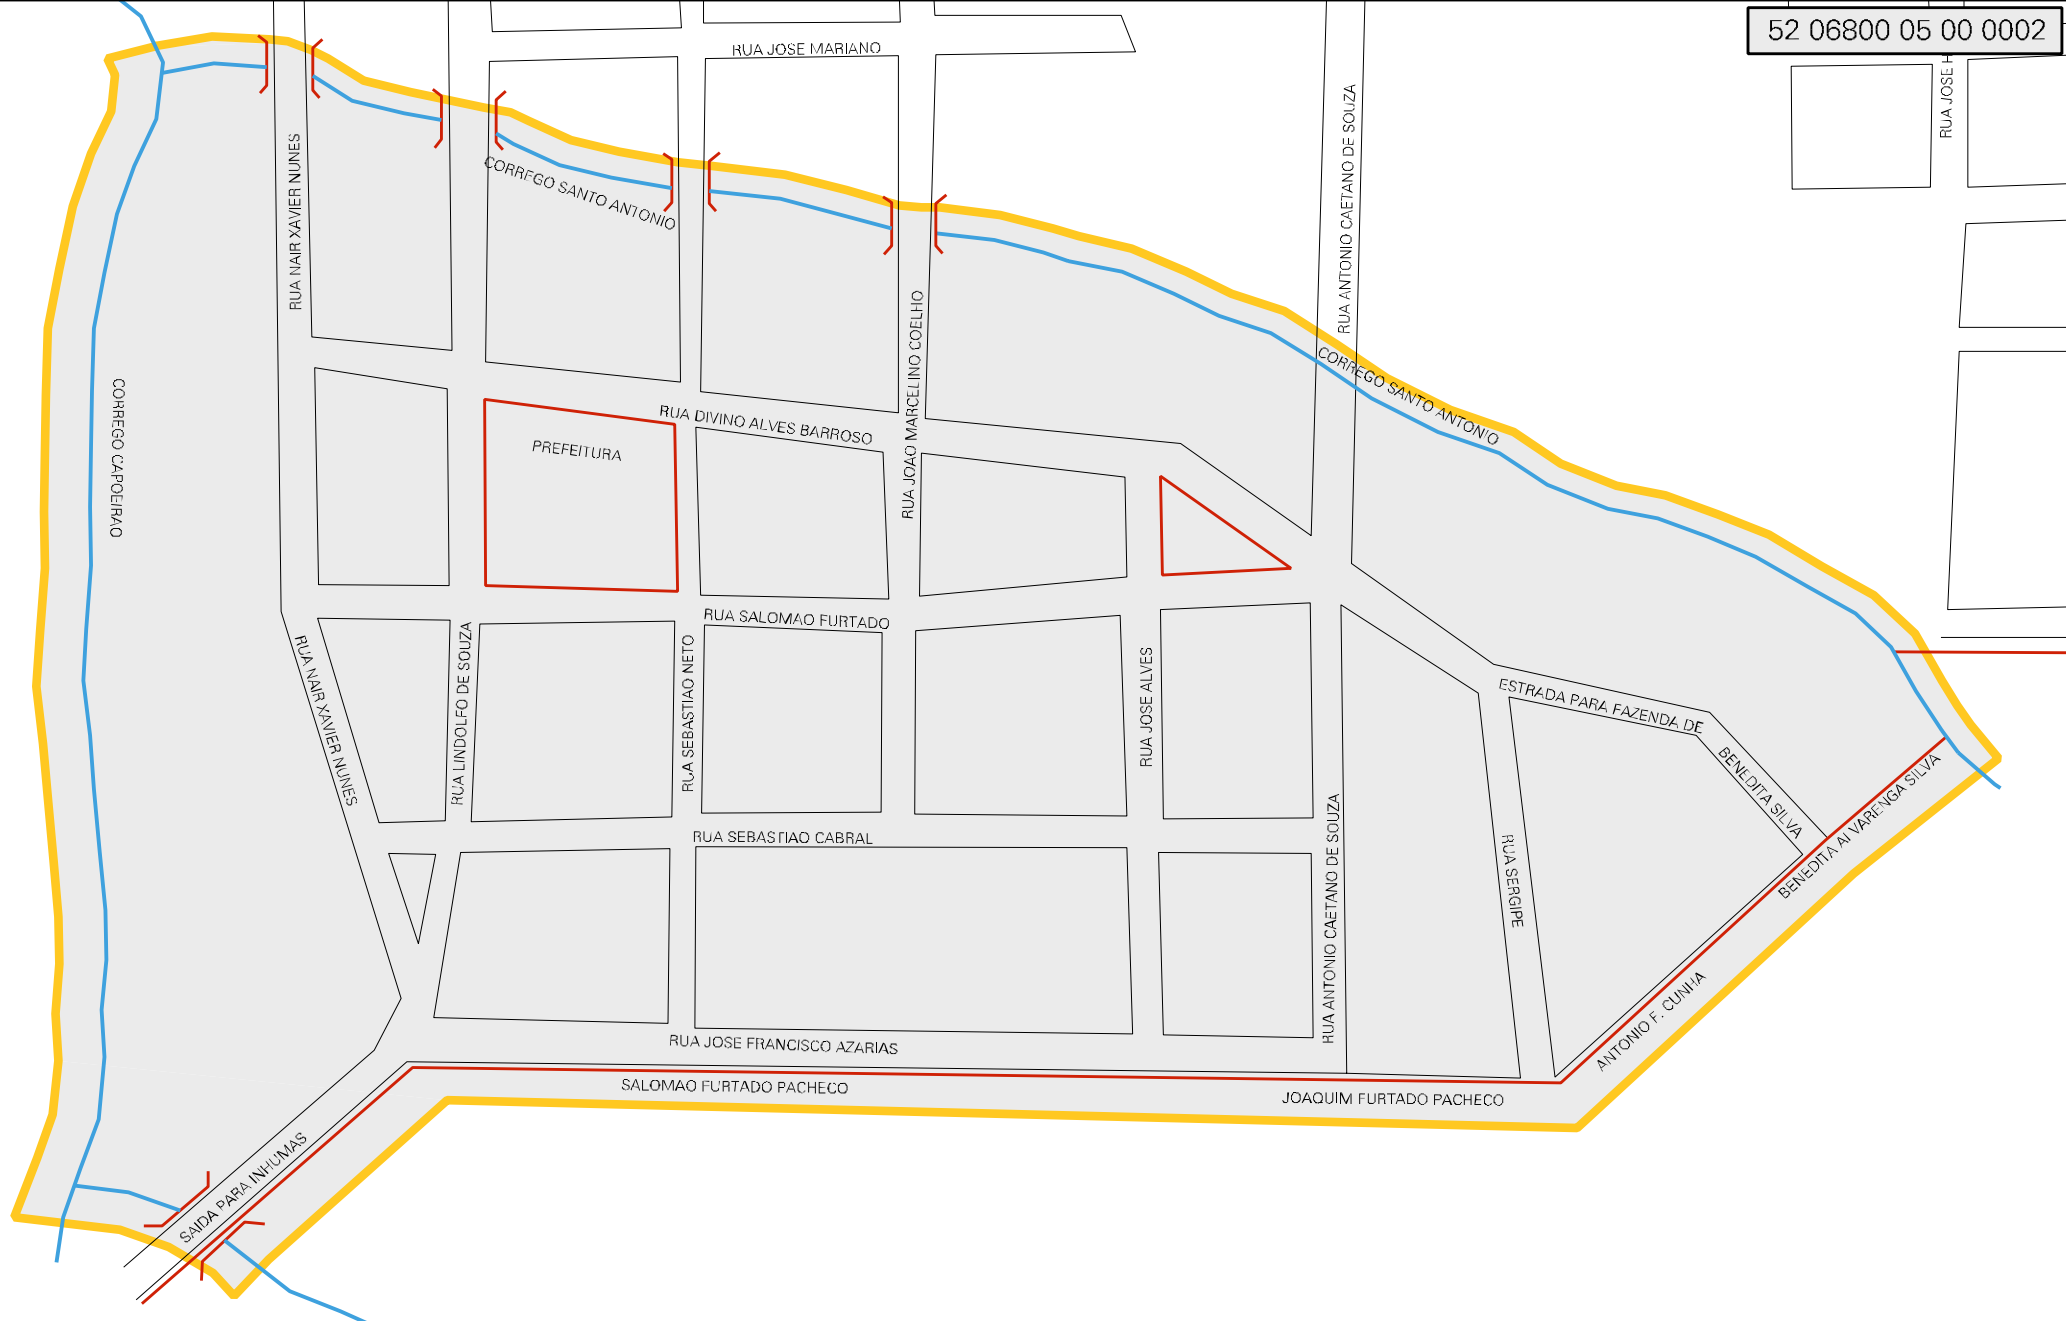 52 06800 05 00 0002
RUA JOSE MARIANO
RUA JOSE H
RUA NAIR XAVIER NUNES
CORREGO SANTO ANTONIO
RUA ANTONIO CAETANO DE SOUZA
RUA JOAO MARCELINO COELHO
CORREGO SANTO ANTONIO
CORREGO CAPOEIRAO
RUA DIVINO ALVES BARROSO
PREFEITURA
RUA SALOMAO FURTADO
RUA NAIR XAVIER NUNES
RUA LINDOLFO DE SOUZA
RUA SEBASTIAO NETO
RUA JOSE ALVES
ESTRADA PARA FAZENDA DE
BENEDITA SILVA
BENEDITA AI VARENGA SILVA
RUA SEBASTIAO CABRAL
RUA ANTONIO CAETANO DE SOUZA
RUA SERGIPE
ANTONIO F. CUNHA
RUA JOSE FRANCISCO AZARIAS
SALOMAO FURTADO PACHECO
JOAQUIM FURTADO PACHECO
SAIDA PARA INHUMAS